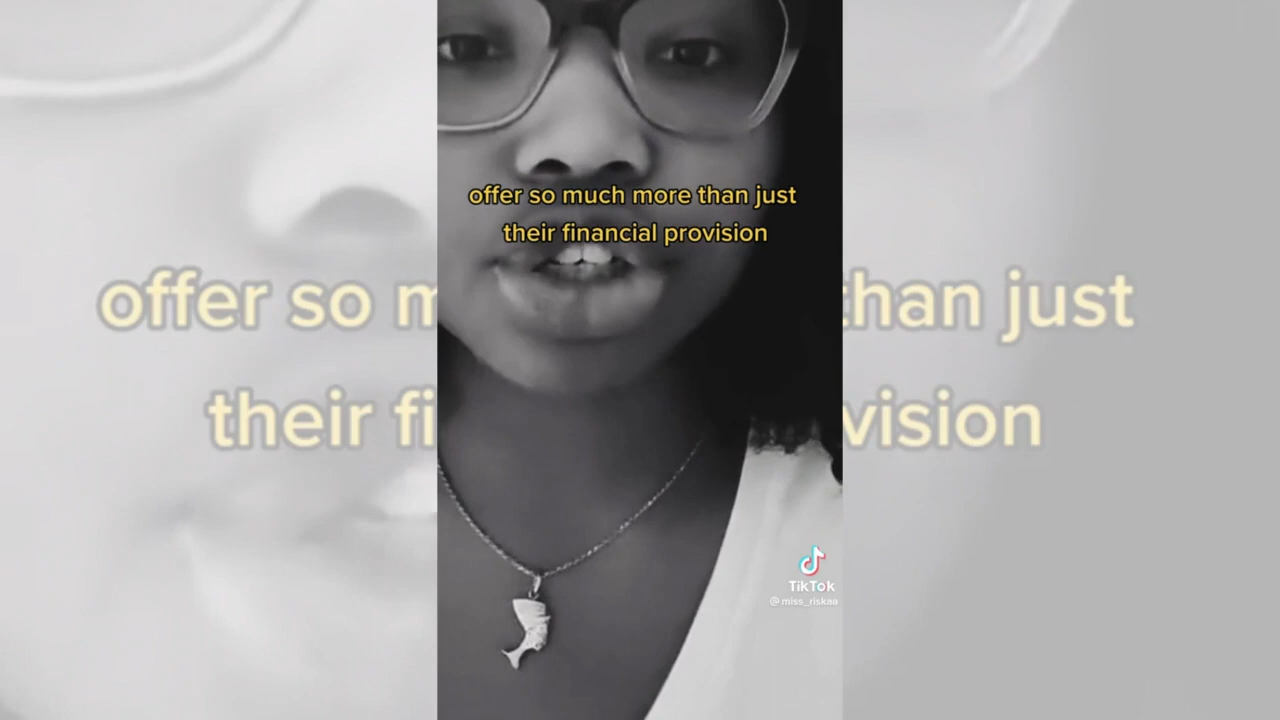 offer so much more than just
their financial provision
offer so m
than just
their fi
vision
TikTok
@miss_riskaa